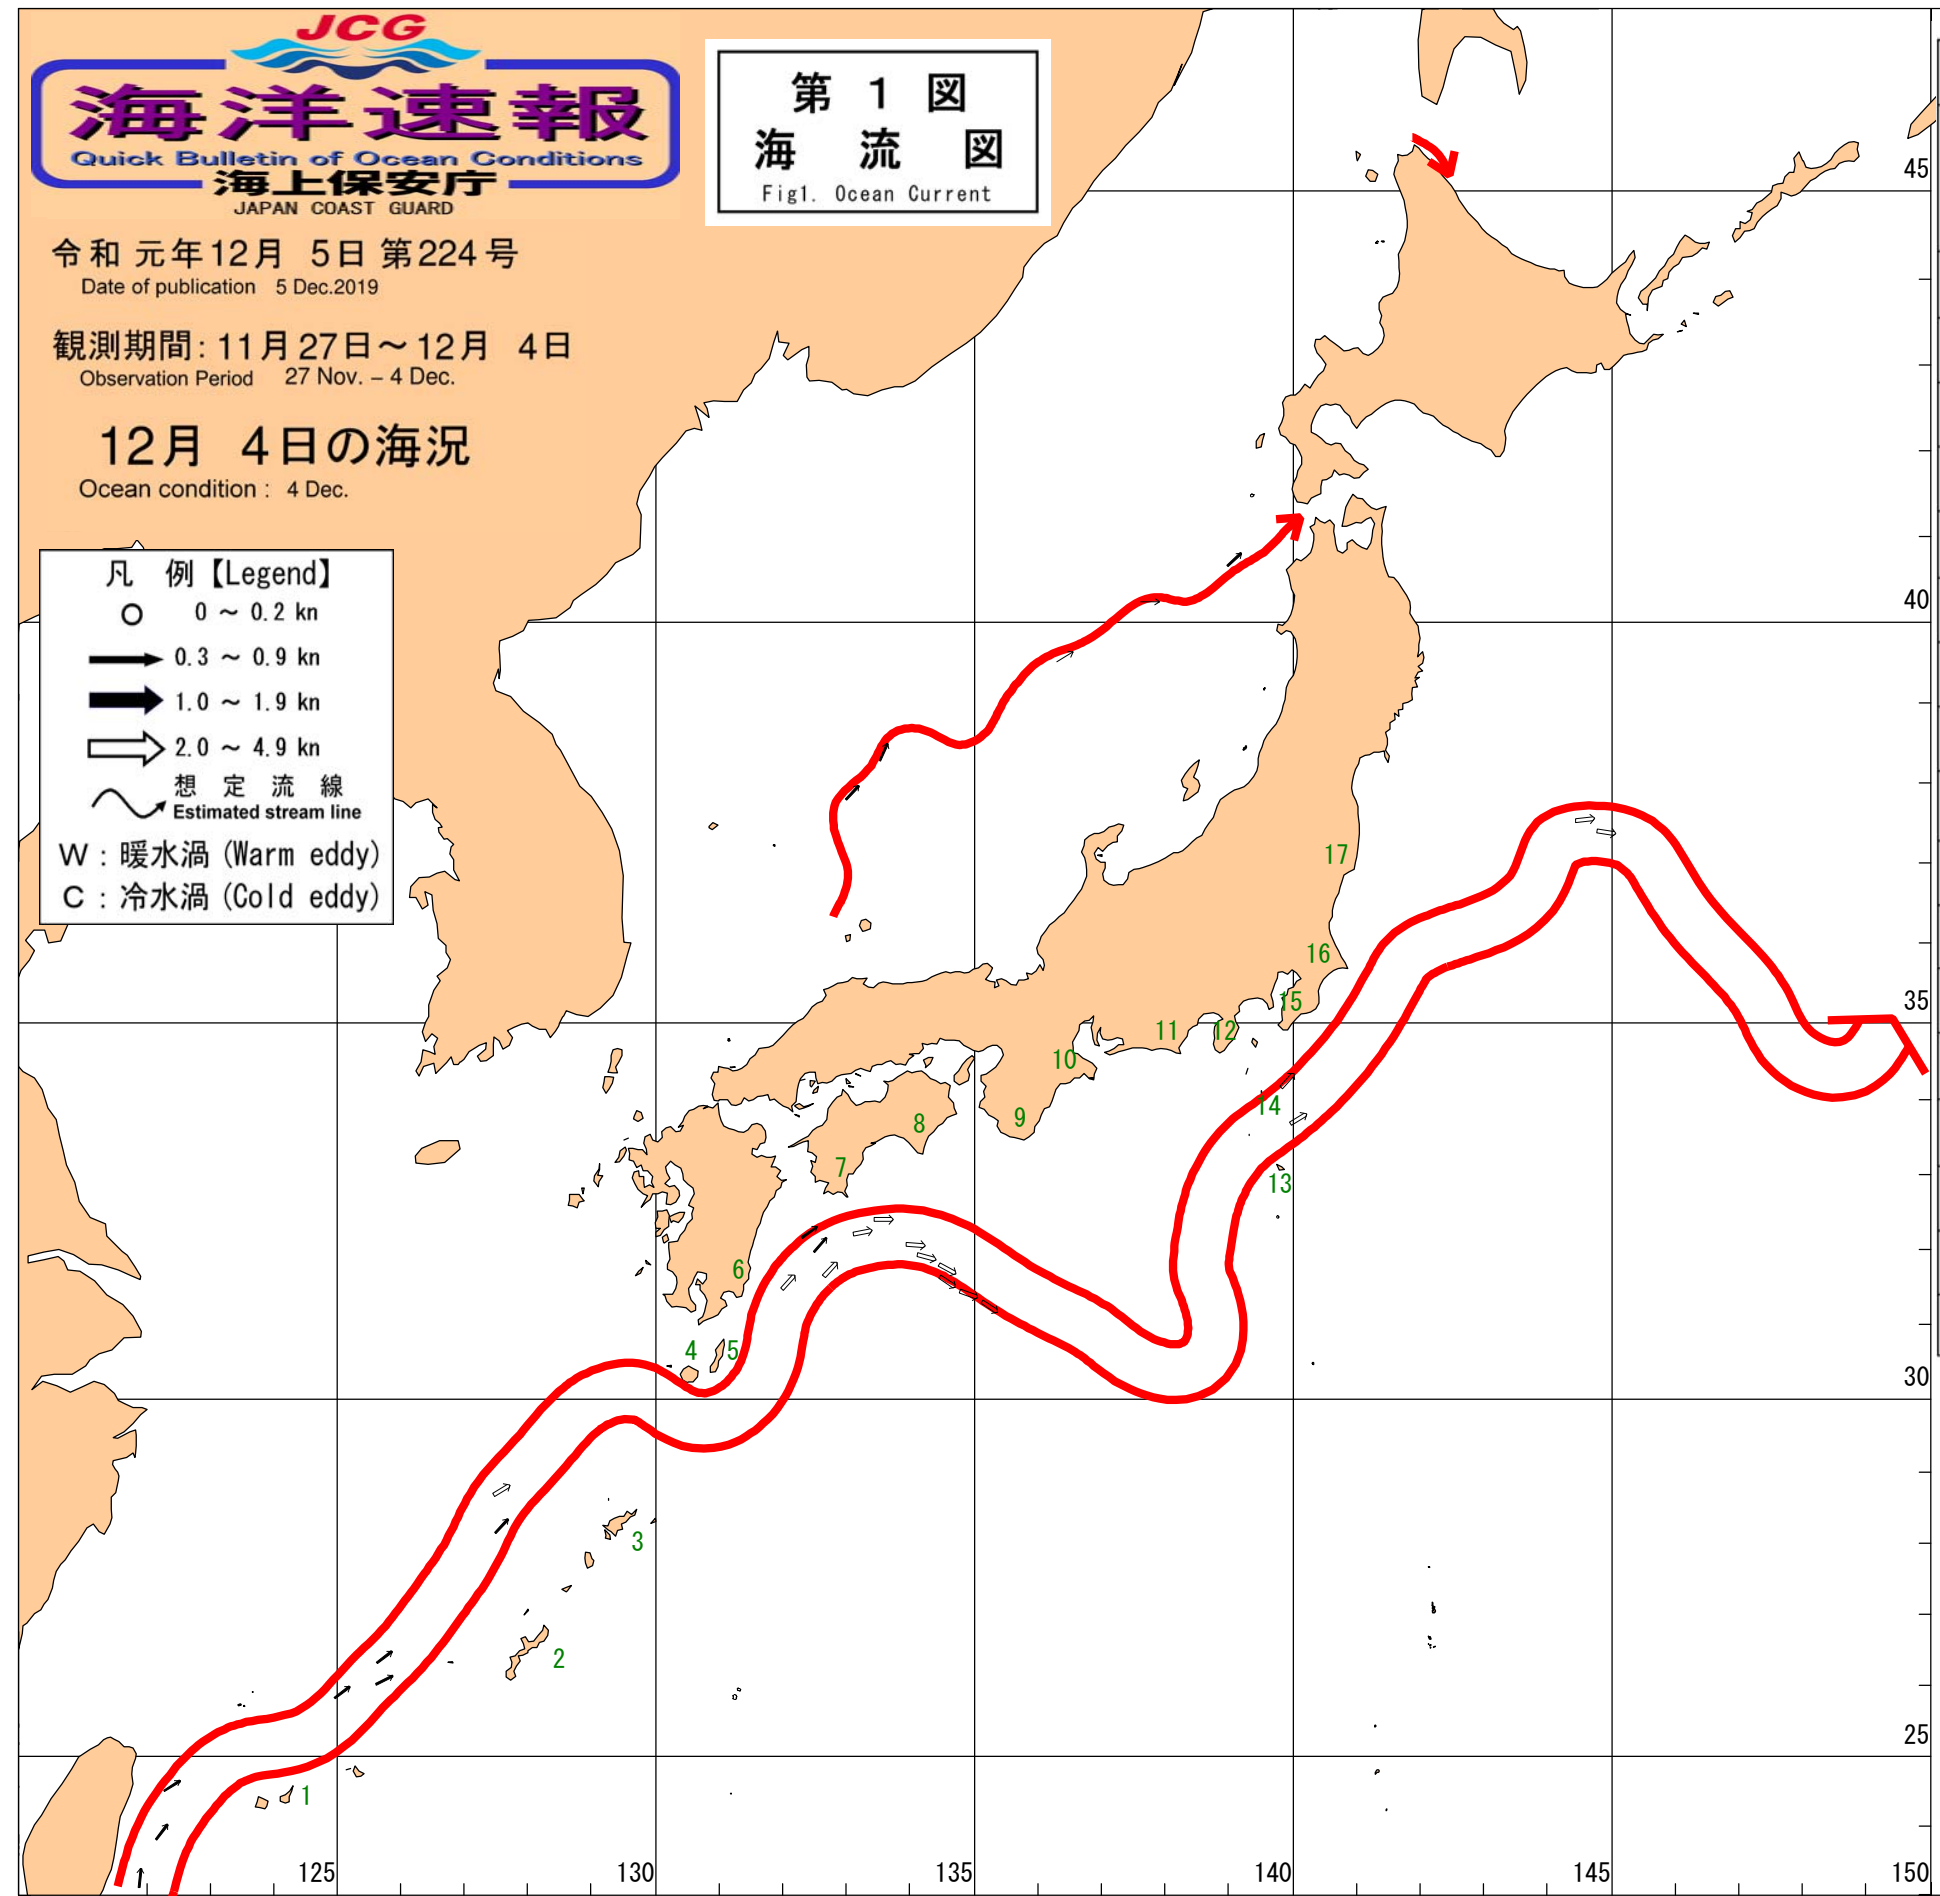 JCG
海洋速報
Quick Bulletin of Ocean Conditions
海上保安庁
JAPAN COAST GUARD
第 1 図
海 流 図
Fig1. Ocean Current
令和 元年12月 5日 第224号
Date of publication 5 Dec.2019
観測期間: 11月27日～12月 4日
Observation Period 27 Nov. – 4 Dec.
12月 4日の海況
Ocean condition : 4 Dec.
凡 例【Legend】
0 ～ 0.2 kn
0.3 ～ 0.9 kn
1.0 ～ 1.9 kn
2.0 ～ 4.9 kn
想 定 流 線
Estimated stream line
W : 暖水渦 (Warm eddy)
C : 冷水渦 (Cold eddy)
45
40
35
30
25
17
16
15
11
12
10
14
9
8
7
13
6
4
5
3
2
1
125
130
135
140
145
150